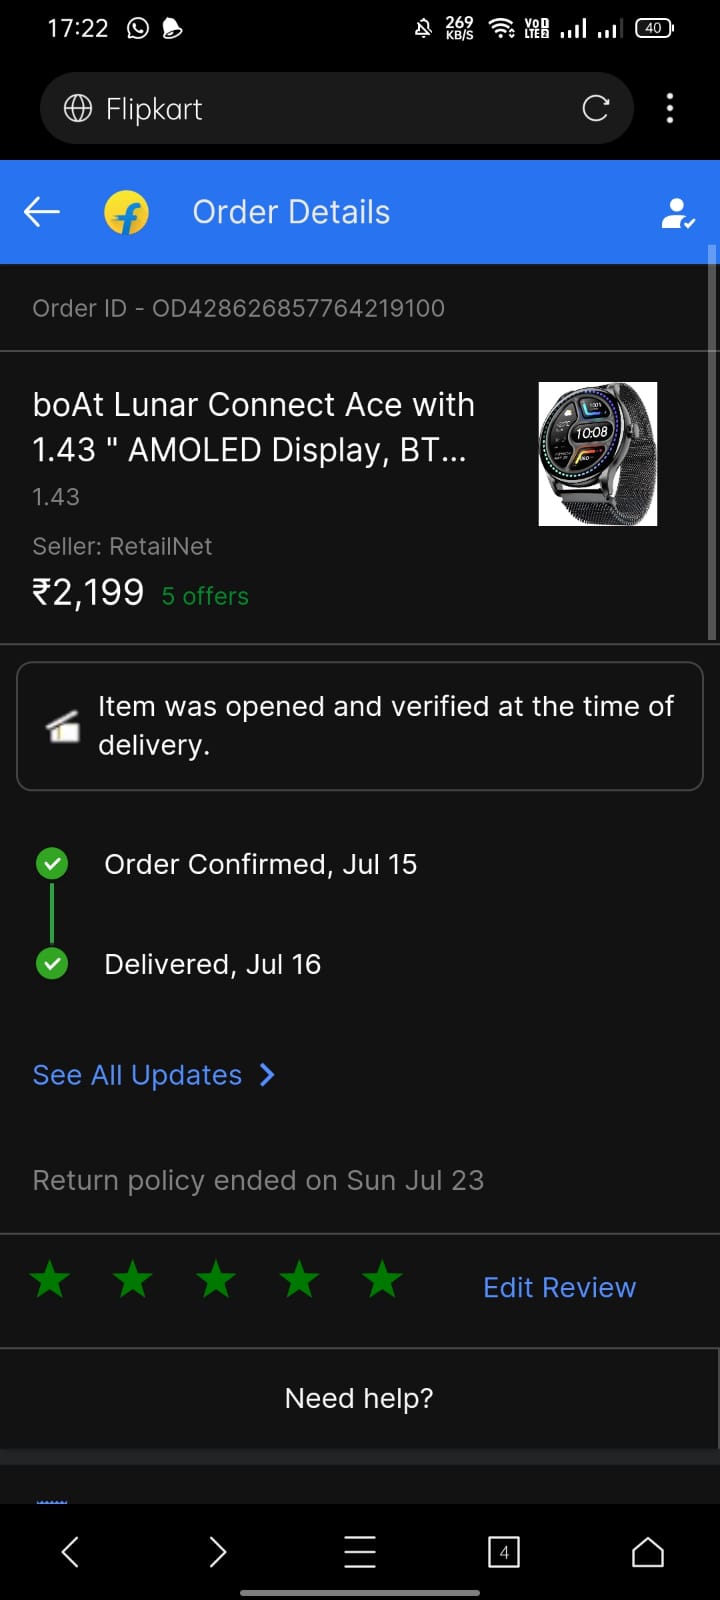 17:22
269
KB/S
VoD
LTE2
40
Flipkart
Order Details
Order ID - OD428626857764219100
boAt Lunar Connect Ace with
1.43 " AMOLED Display, BT...
1.43
10:08
Seller: RetailNet
₹2,199 5 offers
Item was opened and verified at the time of
delivery.
Order Confirmed, Jul 15
Delivered, Jul 16
See All Updates
Return policy ended on Sun Jul 23
Edit Review
Need help?
4